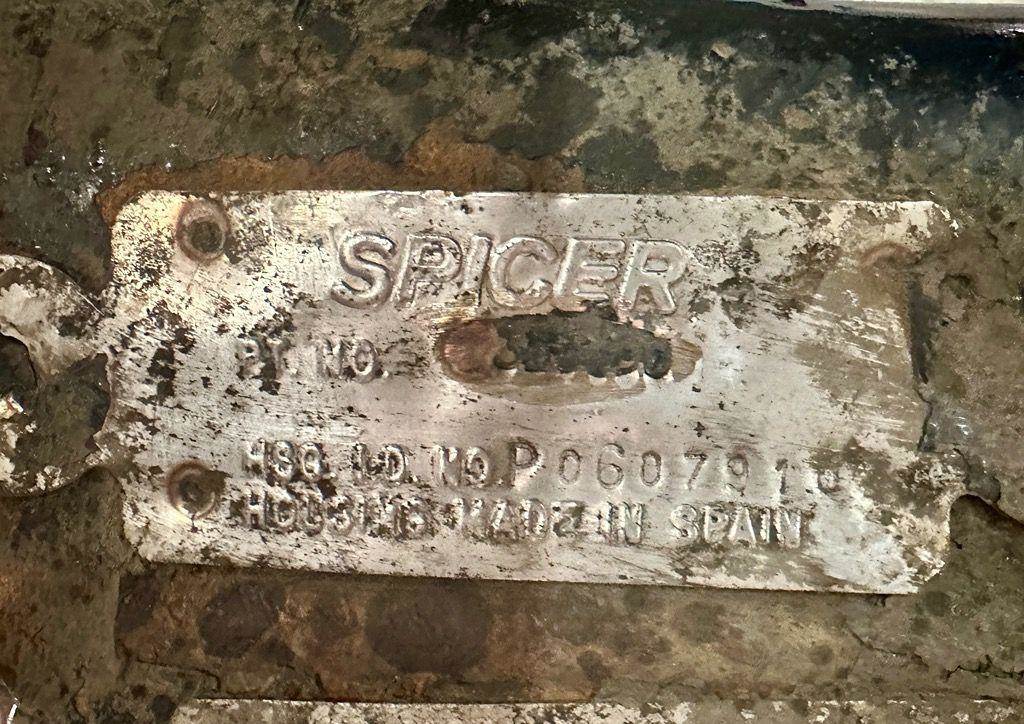 SPICER
PT. NO.
HSG. I.D. NO. P060791
HOUSING MADE IN SPAIN